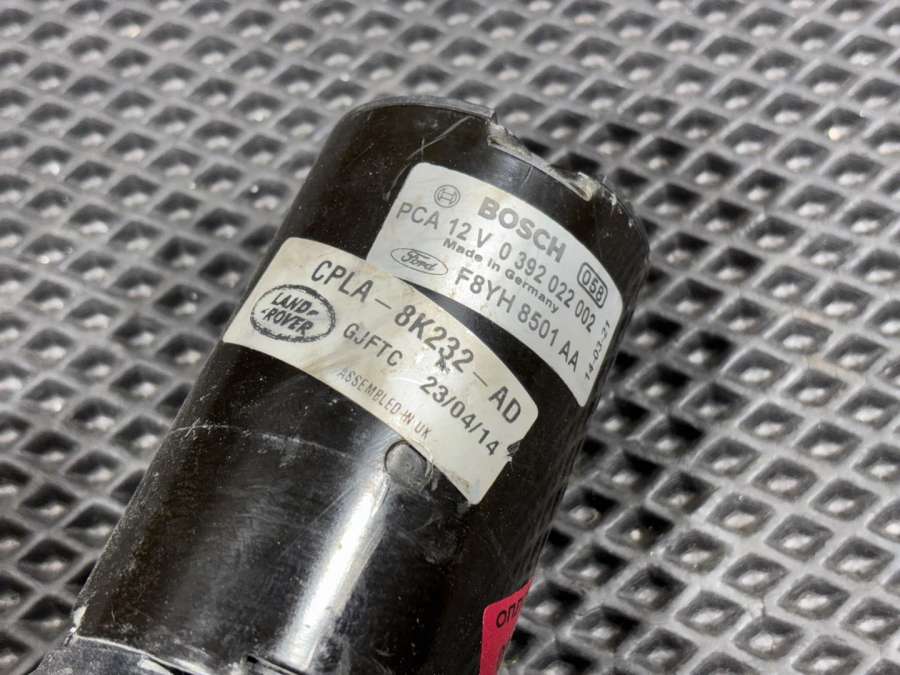 BOSCH
PCA 12 V 0 392 022 002
Made in Germany
058
Ford
F8YH 8501 AA
14.03.21
CPLA-8K232-AD
LAND-
ROVER
GJFTC 23/04/14
ASSEMBLED IN UK